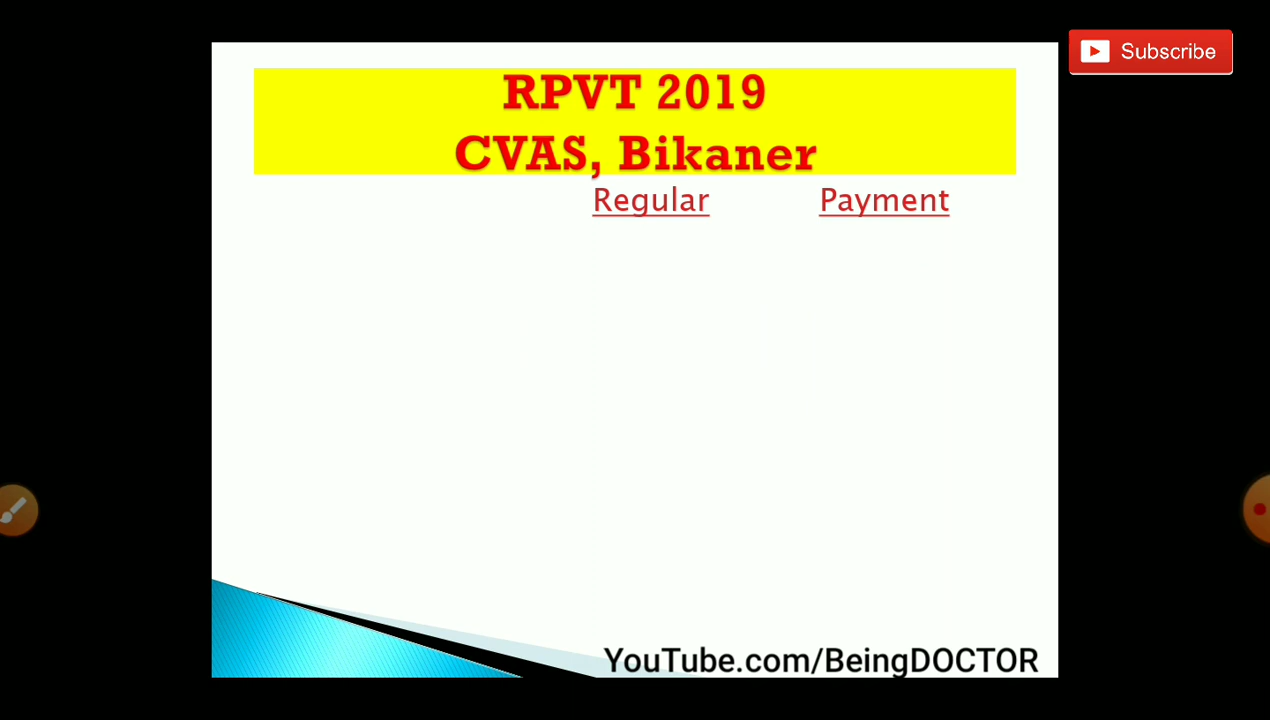 Subscribe
RPVT 2019
CVAS, Bikaner
Regular Payment
YouTube.com/BeingDOCTOR